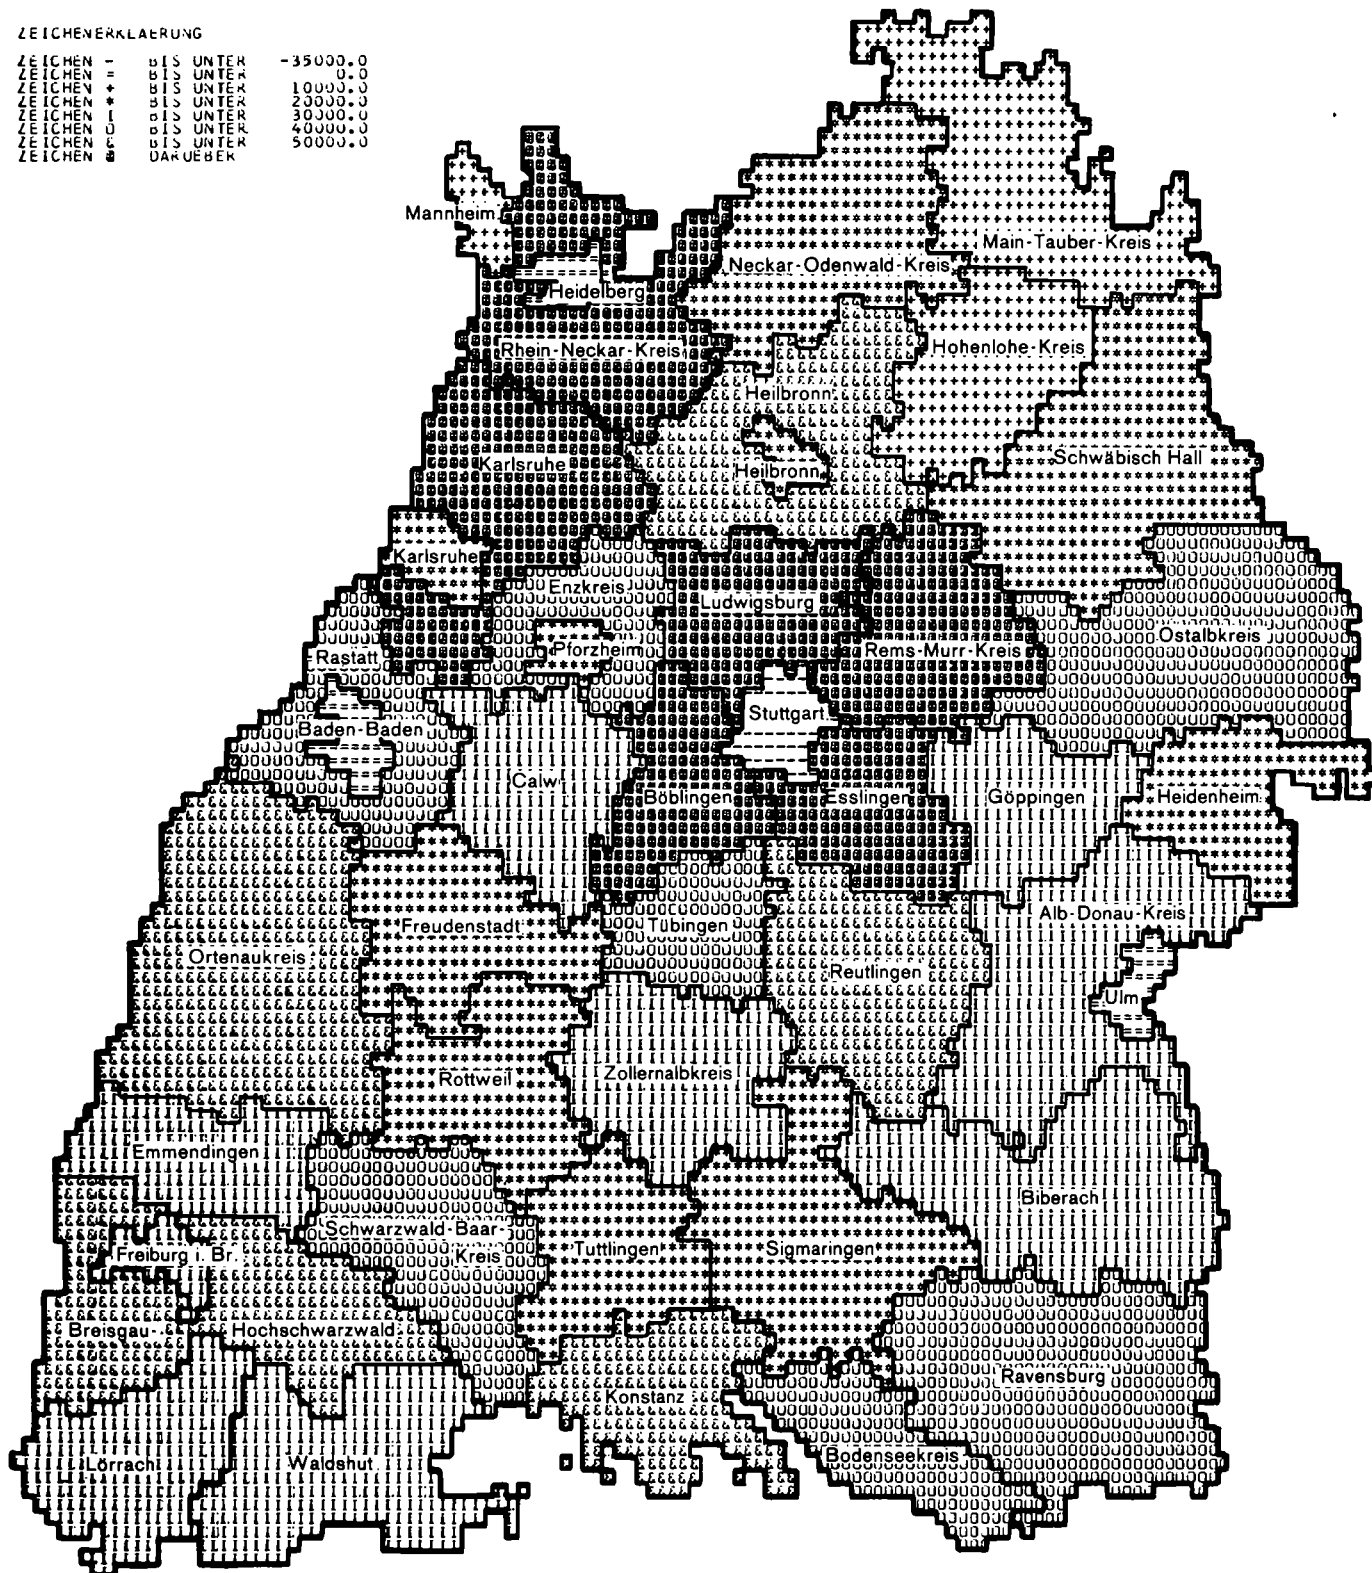 ZEICHENERKLAERUNG
ZEICHEN - BIS UNTER -35000.0
ZEICHEN = BIS UNTER 0.0
ZEICHEN + BIS UNTER 10000.0
ZEICHEN * BIS UNTER 20000.0
ZEICHEN I BIS UNTER 30000.0
ZEICHEN 0 BIS UNTER 40000.0
ZEICHEN & BIS UNTER 50000.0
ZEICHEN DARUEBER
Mannheim
Main-Tauber-Kreis
Neckar-Odenwald-Kreis
Heidelberg
Rhein-Neckar-Kreis
Hohenlohe-Kreis
Heilbronn
Karlsruhe
Heilbronn
Schwäbisch Hall
Karlsruhe
Enzkreis
Ludwigsburg
Ostalbkreis
Rastatt
Pforzheim
Rems-Murr-Kreis
Stuttgart
Baden-Baden
Calw
Böblingen
Esslingen
Göppingen
Heidenheim
Freudenstadt
Tübingen
Alb-Donau-Kreis
Ortenaukreis
Reutlingen
Ulm
Rottweil
Zollernalbkreis
Emmendingen
Biberach
Schwarzwald-Baar-
Kreis
Freiburg i. Br.
Tuttlingen
Sigmaringen
Breisgau-
Hochschwarzwald
Konstanz
Ravensburg
Lörrach
Waldshut
Bodenseekreis